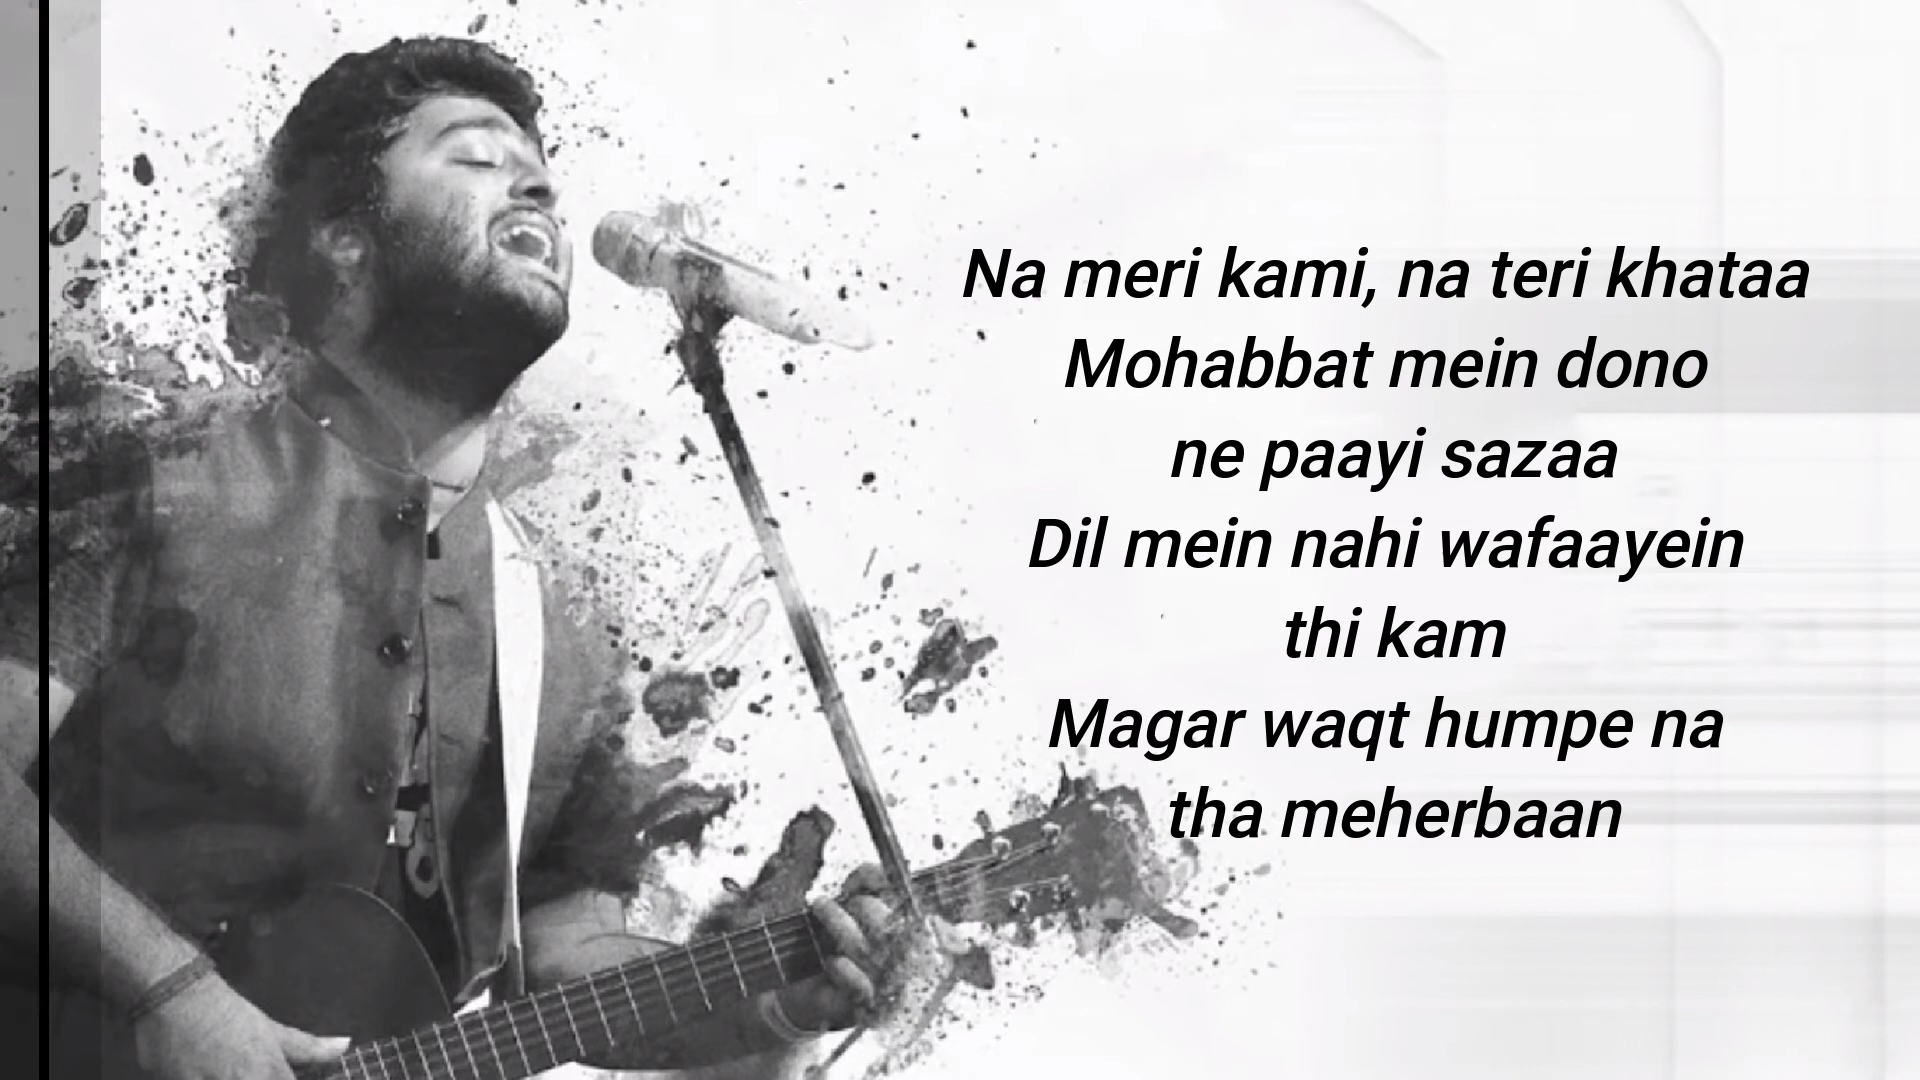 Na meri kami, na teri khataa
Mohabbat mein dono
ne paayi sazaa
Dil mein nahi wafaayein
thi kam
Magar waqt humpe na
tha meherbaan